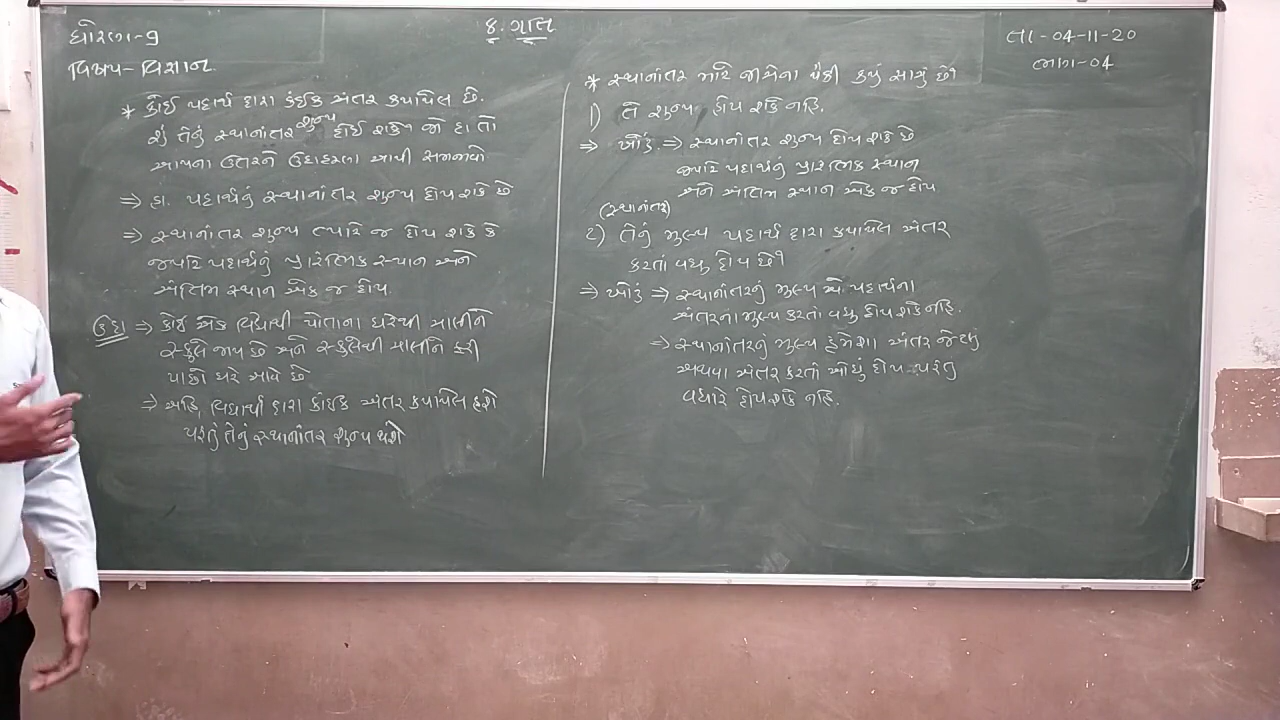 ધોરણ-9
વિષય-વિજ્ઞાન.
8. ગતિ
તા-04-11-20
ભાગ-04
* કોઈ પદાર્થ દ્વારા કંઈક અંતર કપાયેલ છે.
શું તેનું સ્થાનાંતર શૂન્ય હોઈ શકે? જો હા તો
આપના ઉત્તરને ઉદાહરણ આપી સમજાવો
⇒ હા. પદાર્થનું સ્થાનાંતર શૂન્ય હોય શકે છે
⇒ સ્થાનાંતર શૂન્ય ત્યારે જ હોય શકે કે
જ્યારે પદાર્થનું પ્રારંભિક સ્થાન અને
અંતિમ સ્થાન એક જ હોય.
ઉદા ⇒ કોઈ એક વિદ્યાર્થી પોતાના ઘરેથી ચાલીને
સ્કુલે જાય છે અને સ્કુલેથી ચાલીને ફરી
પાછો ઘરે આવે છે
⇒ અહિ, વિદ્યાર્થી દ્વારા કંઈક અંતર કપાયેલ હશે
પરંતું તેનું સ્થાનાંતર શૂન્ય થશે
* સ્થાનાંતર માટે નીચેના પૈકી કયું સાચું છે?
1) તે શૂન્ય હોય શકે નહિ.
⇒ ખોટું ⇒ સ્થાનાંતર શૂન્ય હોય શકે છે
જ્યારે પદાર્થનું પ્રારંભિક સ્થાન
અને અંતિમ સ્થાન એક જ હોય
(સ્થાનાંતર)
2) તેનું મુલ્ય પદાર્થ દ્વારા કપાયેલ અંતર
કરતાં વધુ હોય છે?
⇒ ખોટું ⇒ સ્થાનાંતરનું મુલ્ય એ પદાર્થના
અંતરના મુલ્ય કરતા વધુ હોય શકે નહિ.
⇒ સ્થાનાંતરનું મુલ્ય હંમેશા અંતર જેટલું
અથવા અંતર કરતાં ઓછું હોય પરંતુ
વધારે હોય શકે નહિ.